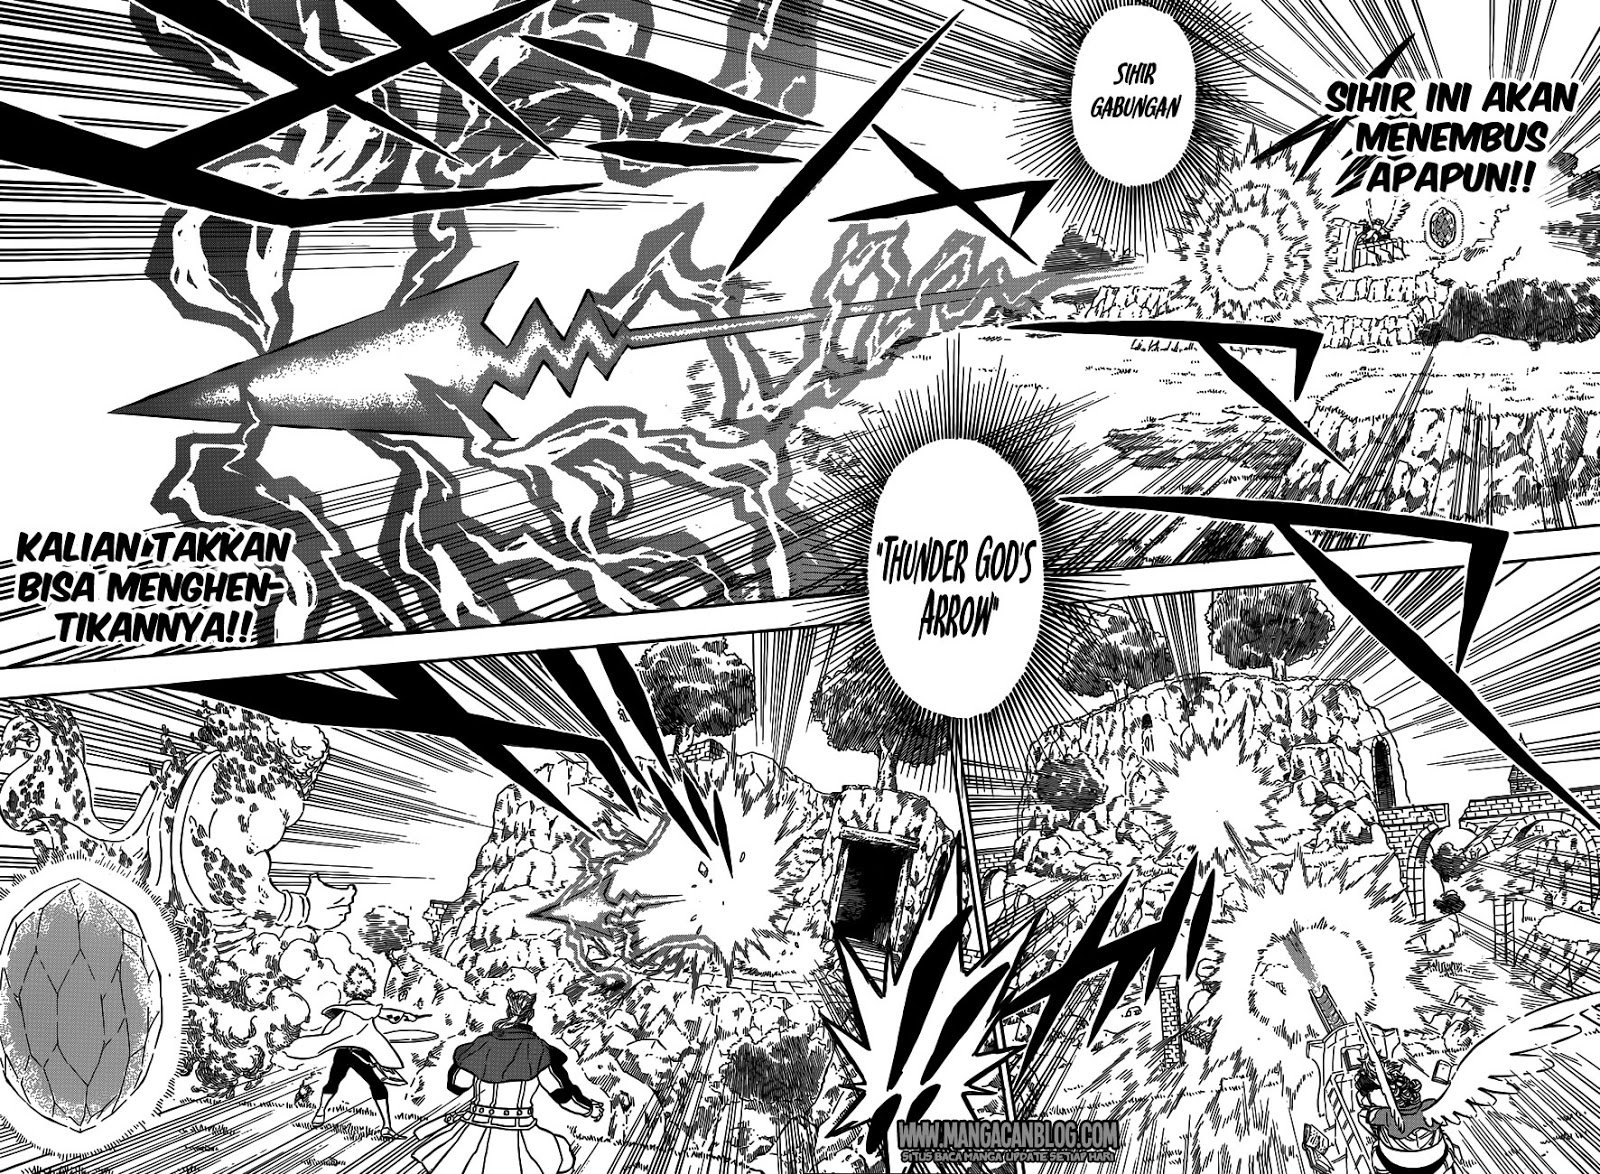 SIHIR INI AKAN
MENEMBUS
APAPUN!!
SIHIR
GABUNGAN
"THUNDER GOD'S
ARROW"
KALIAN TAKKAN
BISA MENGHEN-
TIKANNYA!!
WWW.MANGACANBLOG.COM
SITUS BACA MANGA UPDATE SETIAP HARI